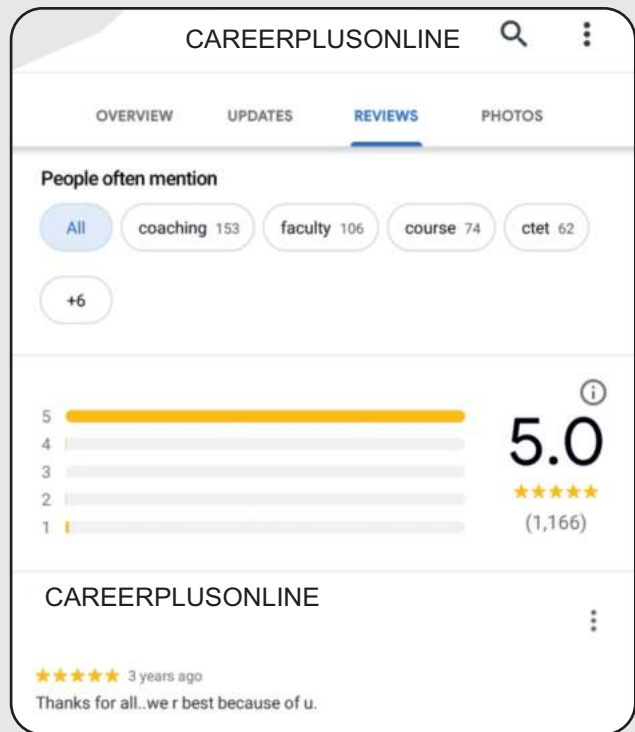 CAREERPLUSONLINE
OVERVIEW UPDATES REVIEWS PHOTOS
People often mention
All coaching 153 faculty 106 course 74 ctet 62
+6
5
4
3
2
1
5.0
(1,166)
CAREERPLUSONLINE
3 years ago
Thanks for all..we r best because of u.